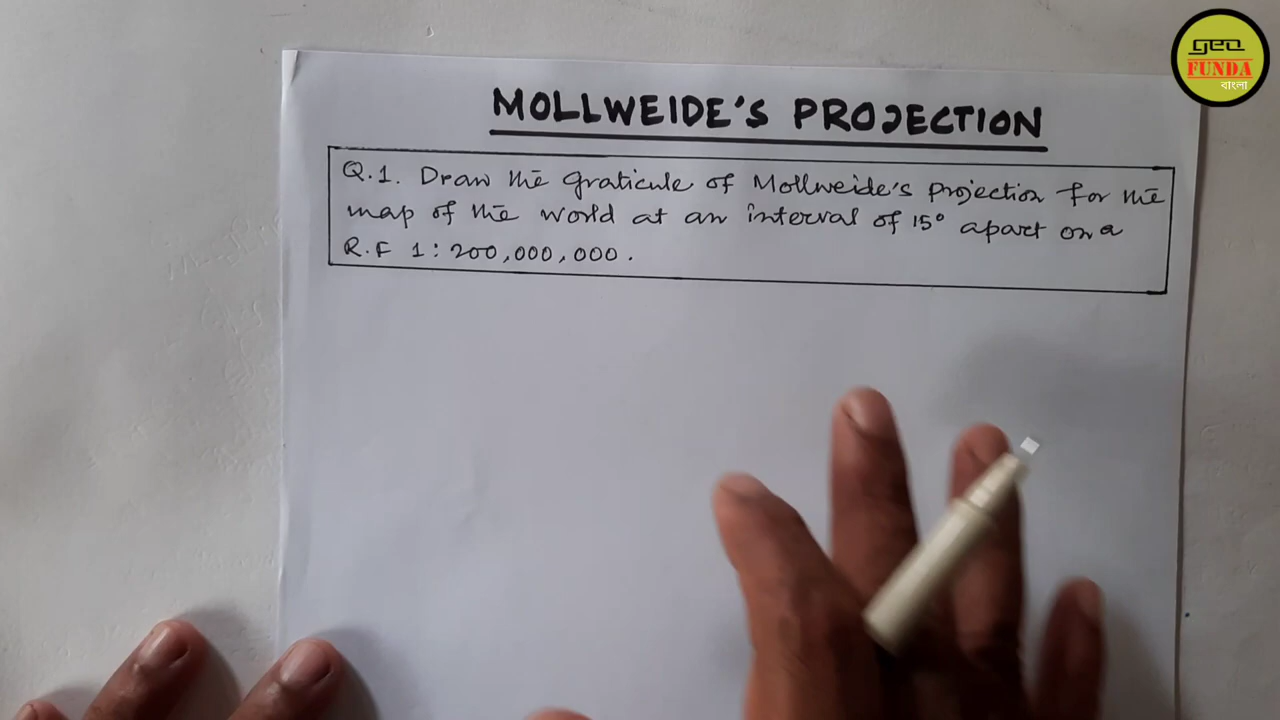 geo
FUNDA
বাংলা
MOLLWEIDE'S PROJECTION
Q.1. Draw the graticule of Mollweide's projection for the
map of the world at an interval of 15° apart on a
R.F 1:200,000,000.